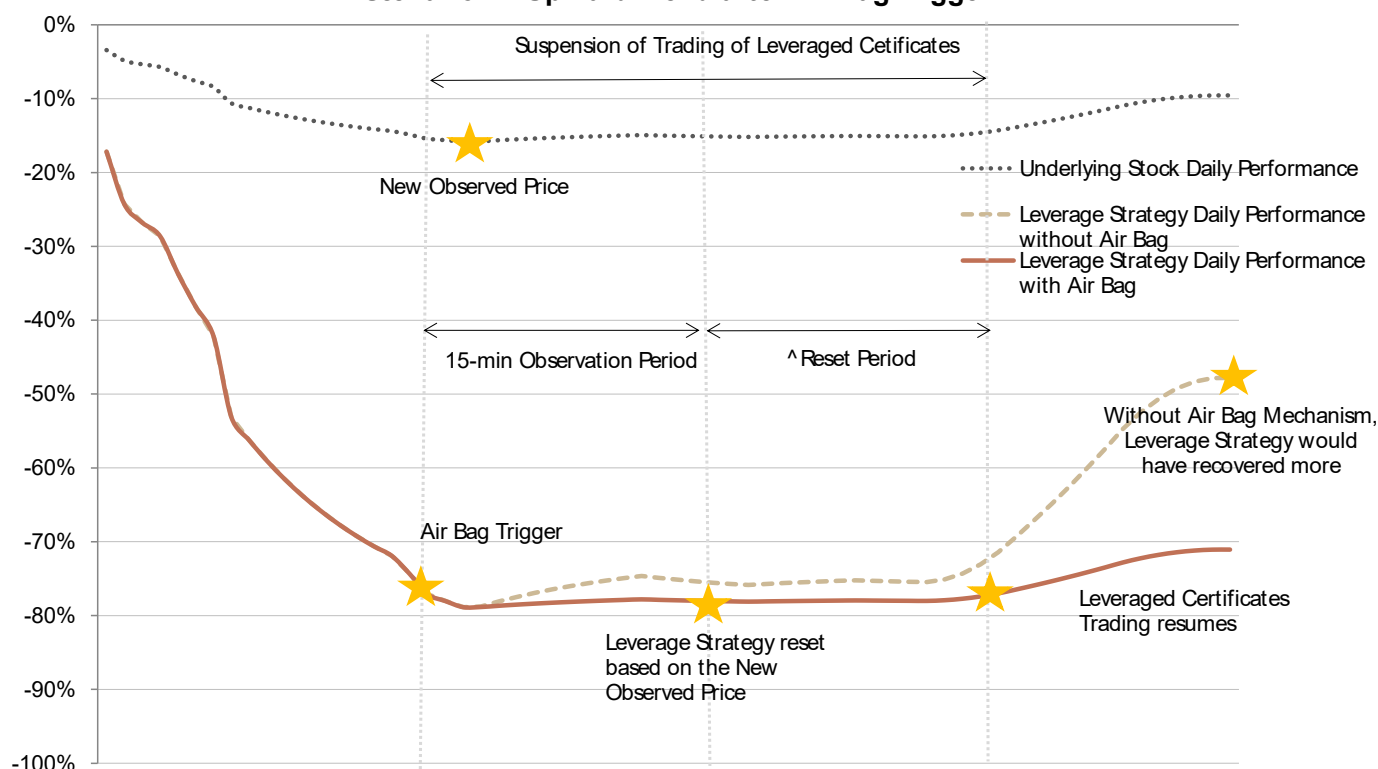 0%
Suspension of Trading of Leveraged Cetificates
-10%
-20%
New Observed Price
Underlying Stock Daily Performance
Leverage Strategy Daily Performance
without Air Bag
Leverage Strategy Daily Performance
with Air Bag
-30%
-40%
15-min Observation Period
^Reset Period
-50%
Without Air Bag Mechanism,
Leverage Strategy would
have recovered more
-60%
-70%
Air Bag Trigger
-80%
Leveraged Certificates
Trading resumes
Leverage Strategy reset
based on the New
Observed Price
-90%
-100%